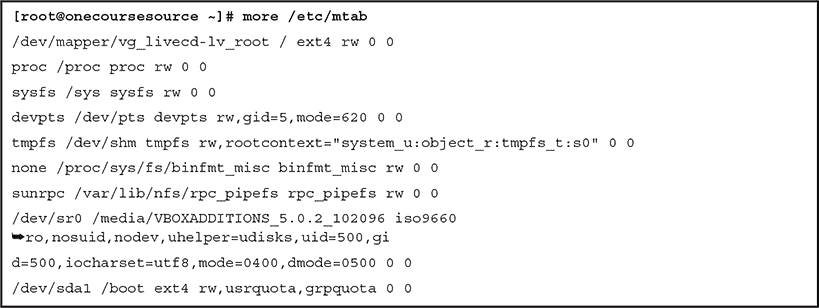 [root@onecoursesource ~]# more /etc/mtab
/dev/mapper/vg_livecd-lv_root / ext4 rw 0 0
proc /proc proc rw 0 0
sysfs /sys sysfs rw 0 0
devpts /dev/pts devpts rw,gid=5,mode=620 0 0
tmpfs /dev/shm tmpfs rw,rootcontext="system_u:object_r:tmpfs_t:s0" 0 0
none /proc/sys/fs/binfmt_misc binfmt_misc rw 0 0
sunrpc /var/lib/nfs/rpc_pipefs rpc_pipefs rw 0 0
/dev/sr0 /media/VBOXADDITIONS_5.0.2_102096 iso9660
➥ro,nosuid,nodev,uhelper=udisks,uid=500,gi
d=500,iocharset=utf8,mode=0400,dmode=0500 0 0
/dev/sda1 /boot ext4 rw,usrquota,grpquota 0 0